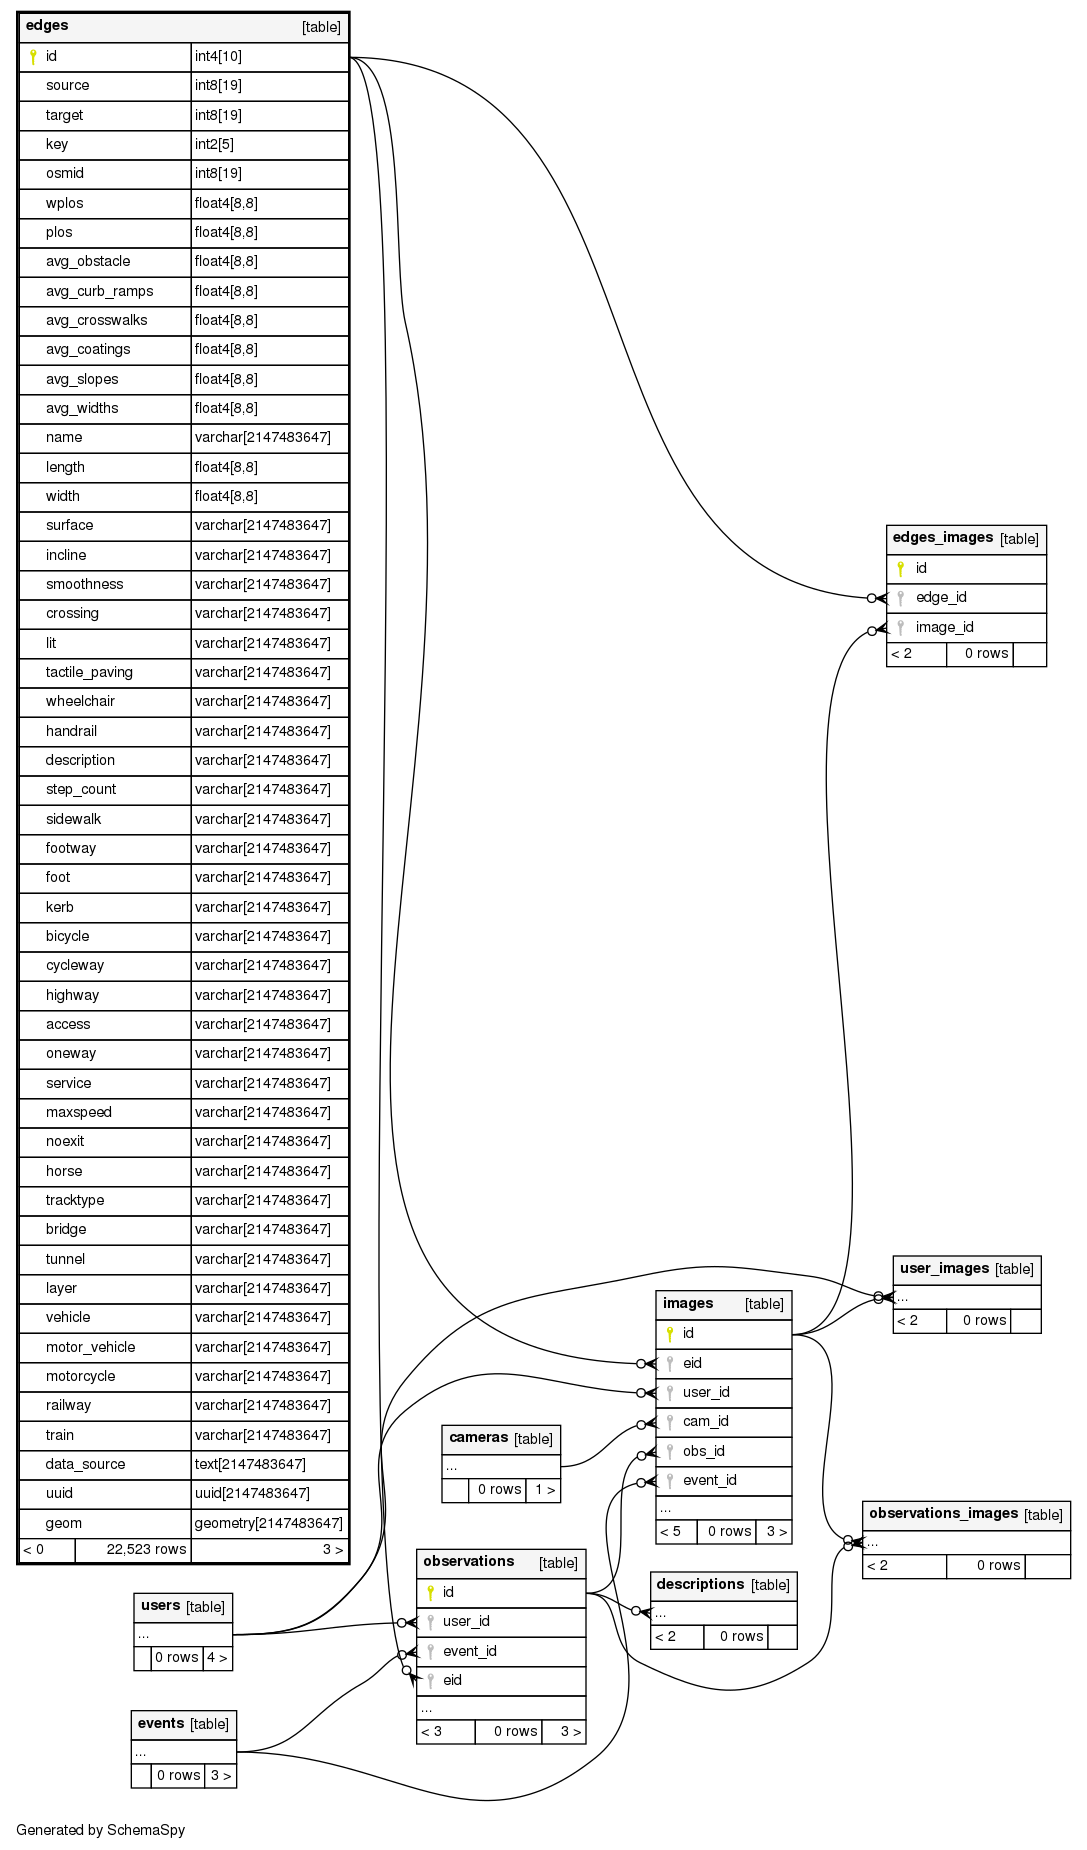 edges [table]
id int4[10]
source int8[19]
target int8[19]
key int2[5]
osmid int8[19]
wplos float4[8,8]
plos float4[8,8]
avg_obstacle float4[8,8]
avg_curb_ramps float4[8,8]
avg_crosswalks float4[8,8]
avg_coatings float4[8,8]
avg_slopes float4[8,8]
avg_widths float4[8,8]
name varchar[2147483647]
length float4[8,8]
width float4[8,8]
surface varchar[2147483647]
incline varchar[2147483647]
smoothness varchar[2147483647]
crossing varchar[2147483647]
lit varchar[2147483647]
tactile_paving varchar[2147483647]
wheelchair varchar[2147483647]
handrail varchar[2147483647]
description varchar[2147483647]
step_count varchar[2147483647]
sidewalk varchar[2147483647]
footway varchar[2147483647]
foot varchar[2147483647]
kerb varchar[2147483647]
bicycle varchar[2147483647]
cycleway varchar[2147483647]
highway varchar[2147483647]
access varchar[2147483647]
oneway varchar[2147483647]
service varchar[2147483647]
maxspeed varchar[2147483647]
noexit varchar[2147483647]
horse varchar[2147483647]
tracktype varchar[2147483647]
bridge varchar[2147483647]
tunnel varchar[2147483647]
layer varchar[2147483647]
vehicle varchar[2147483647]
motor_vehicle varchar[2147483647]
motorcycle varchar[2147483647]
railway varchar[2147483647]
train varchar[2147483647]
data_source text[2147483647]
uuid uuid[2147483647]
geom geometry[2147483647]
< 0 22,523 rows 3 >
edges_images [table]
id
edge_id
image_id
< 2 0 rows
user_images [table]
...
< 2 0 rows
images [table]
id
eid
user_id
cam_id
obs_id
event_id
...
< 5 0 rows 3 >
cameras [table]
...
0 rows 1 >
observations_images [table]
...
< 2 0 rows
observations [table]
id
user_id
event_id
eid
...
< 3 0 rows 3 >
descriptions [table]
...
< 2 0 rows
users [table]
...
0 rows 4 >
events [table]
...
0 rows 3 >
Generated by SchemaSpy